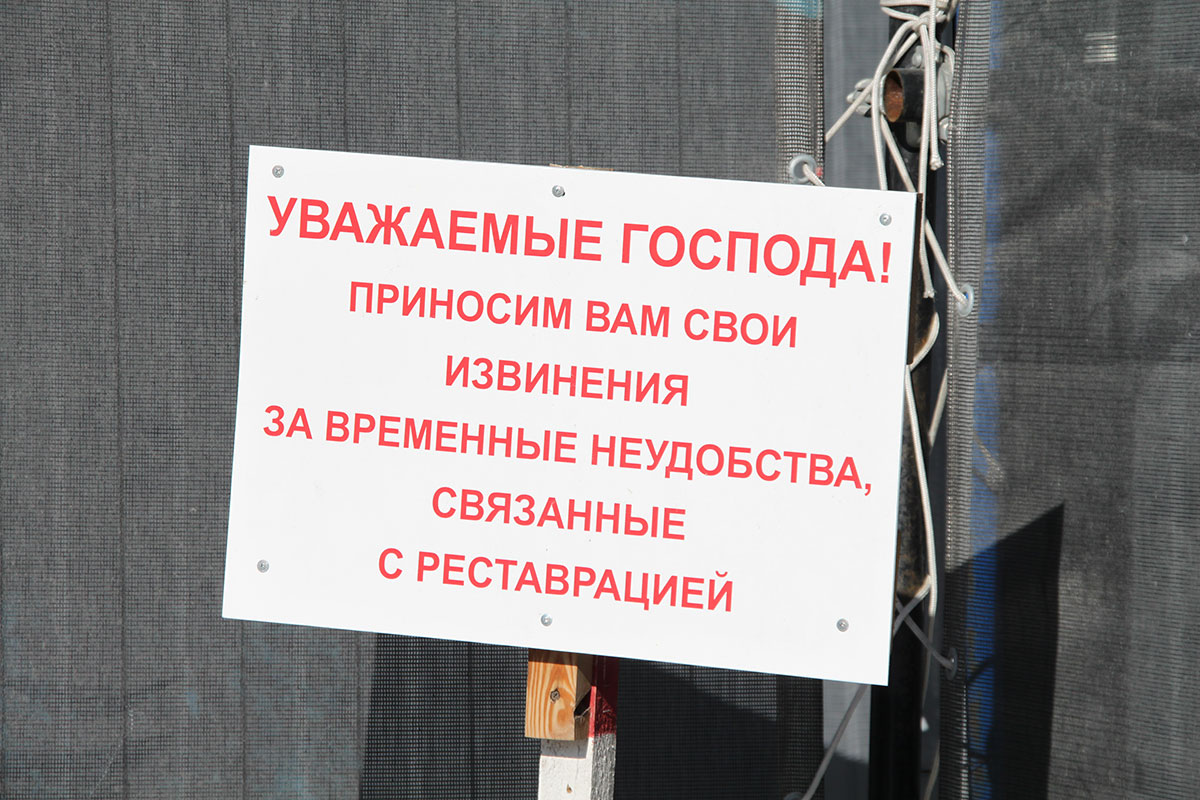 УВАЖАЕМЫЕ ГОСПОДА!
ПРИНОСИМ ВАМ СВОИ
ИЗВИНЕНИЯ
ЗА ВРЕМЕННЫЕ НЕУДОБСТВА,
СВЯЗАННЫЕ
С РЕСТАВРАЦИЕЙ